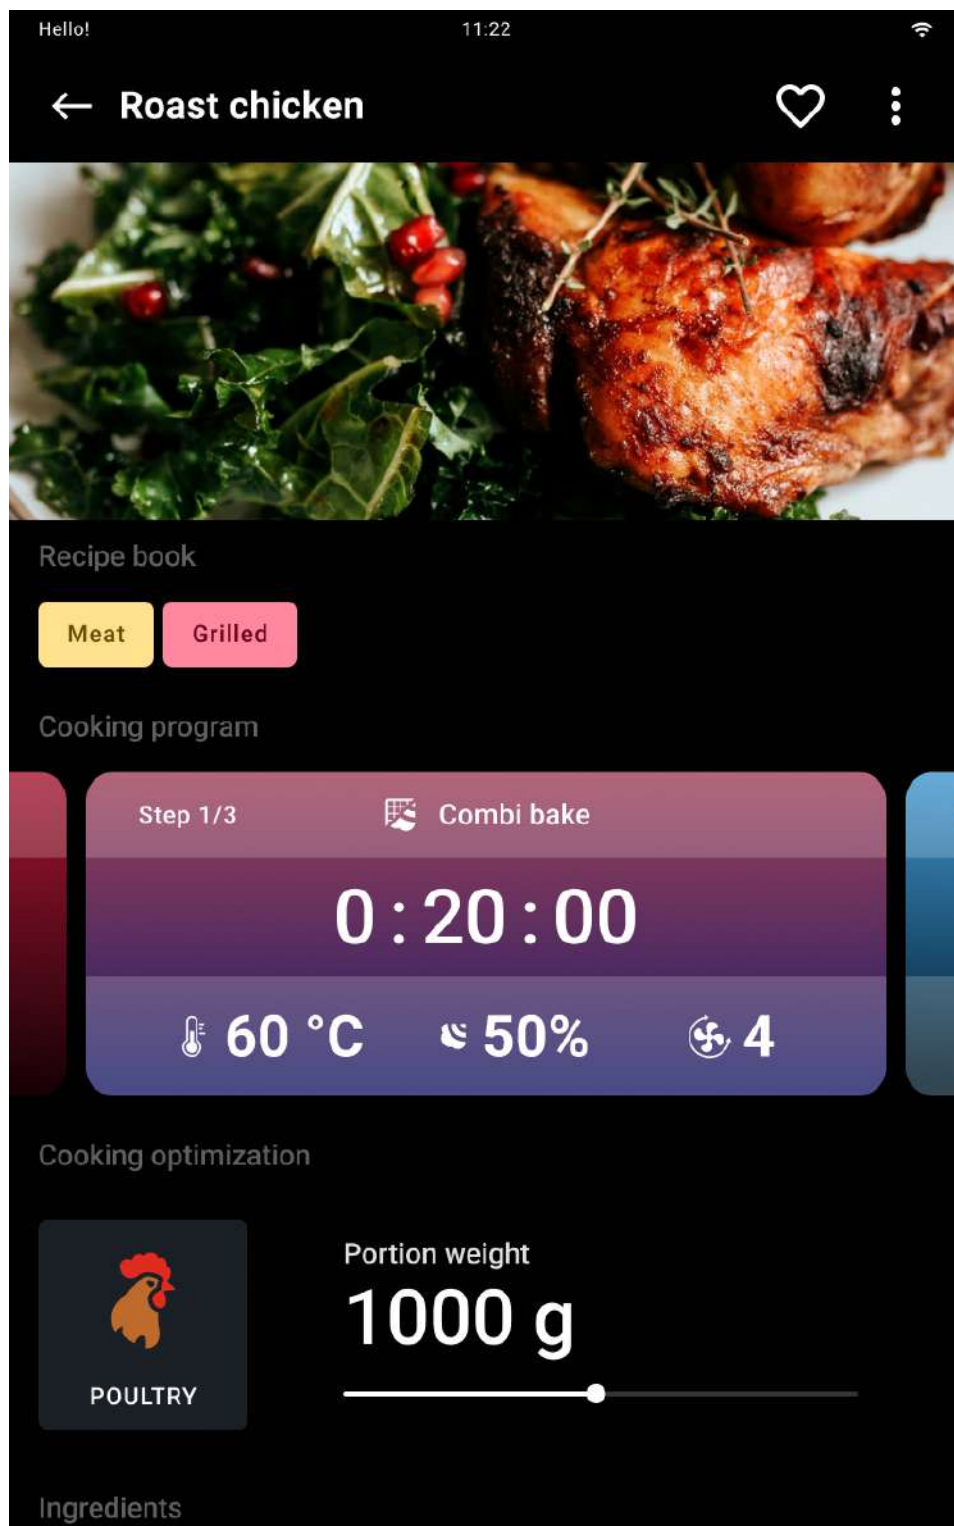 Hello! 11:22
Roast chicken
Recipe book
Meat Grilled
Cooking program
Step 1/3 Combi bake
0 : 20 : 00
60 °C 50% 4
Cooking optimization
Portion weight
1000 g
POULTRY
Ingredients